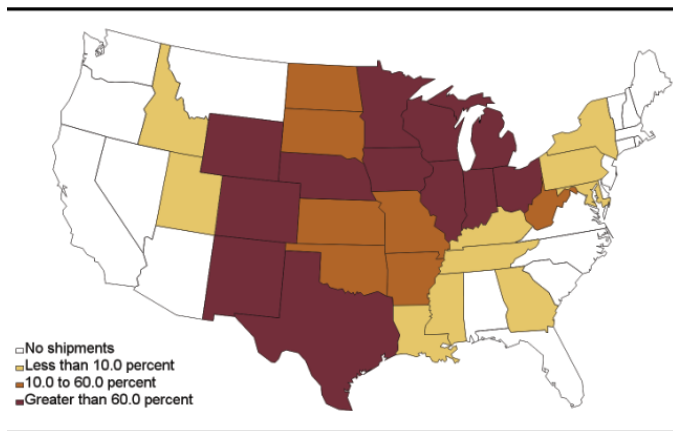 No shipments
Less than 10.0 percent
10.0 to 60.0 percent
Greater than 60.0 percent